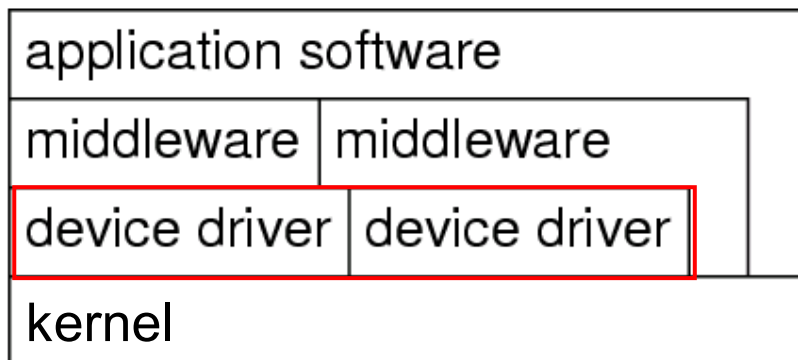 application software
middleware middleware
device driver device driver
kernel